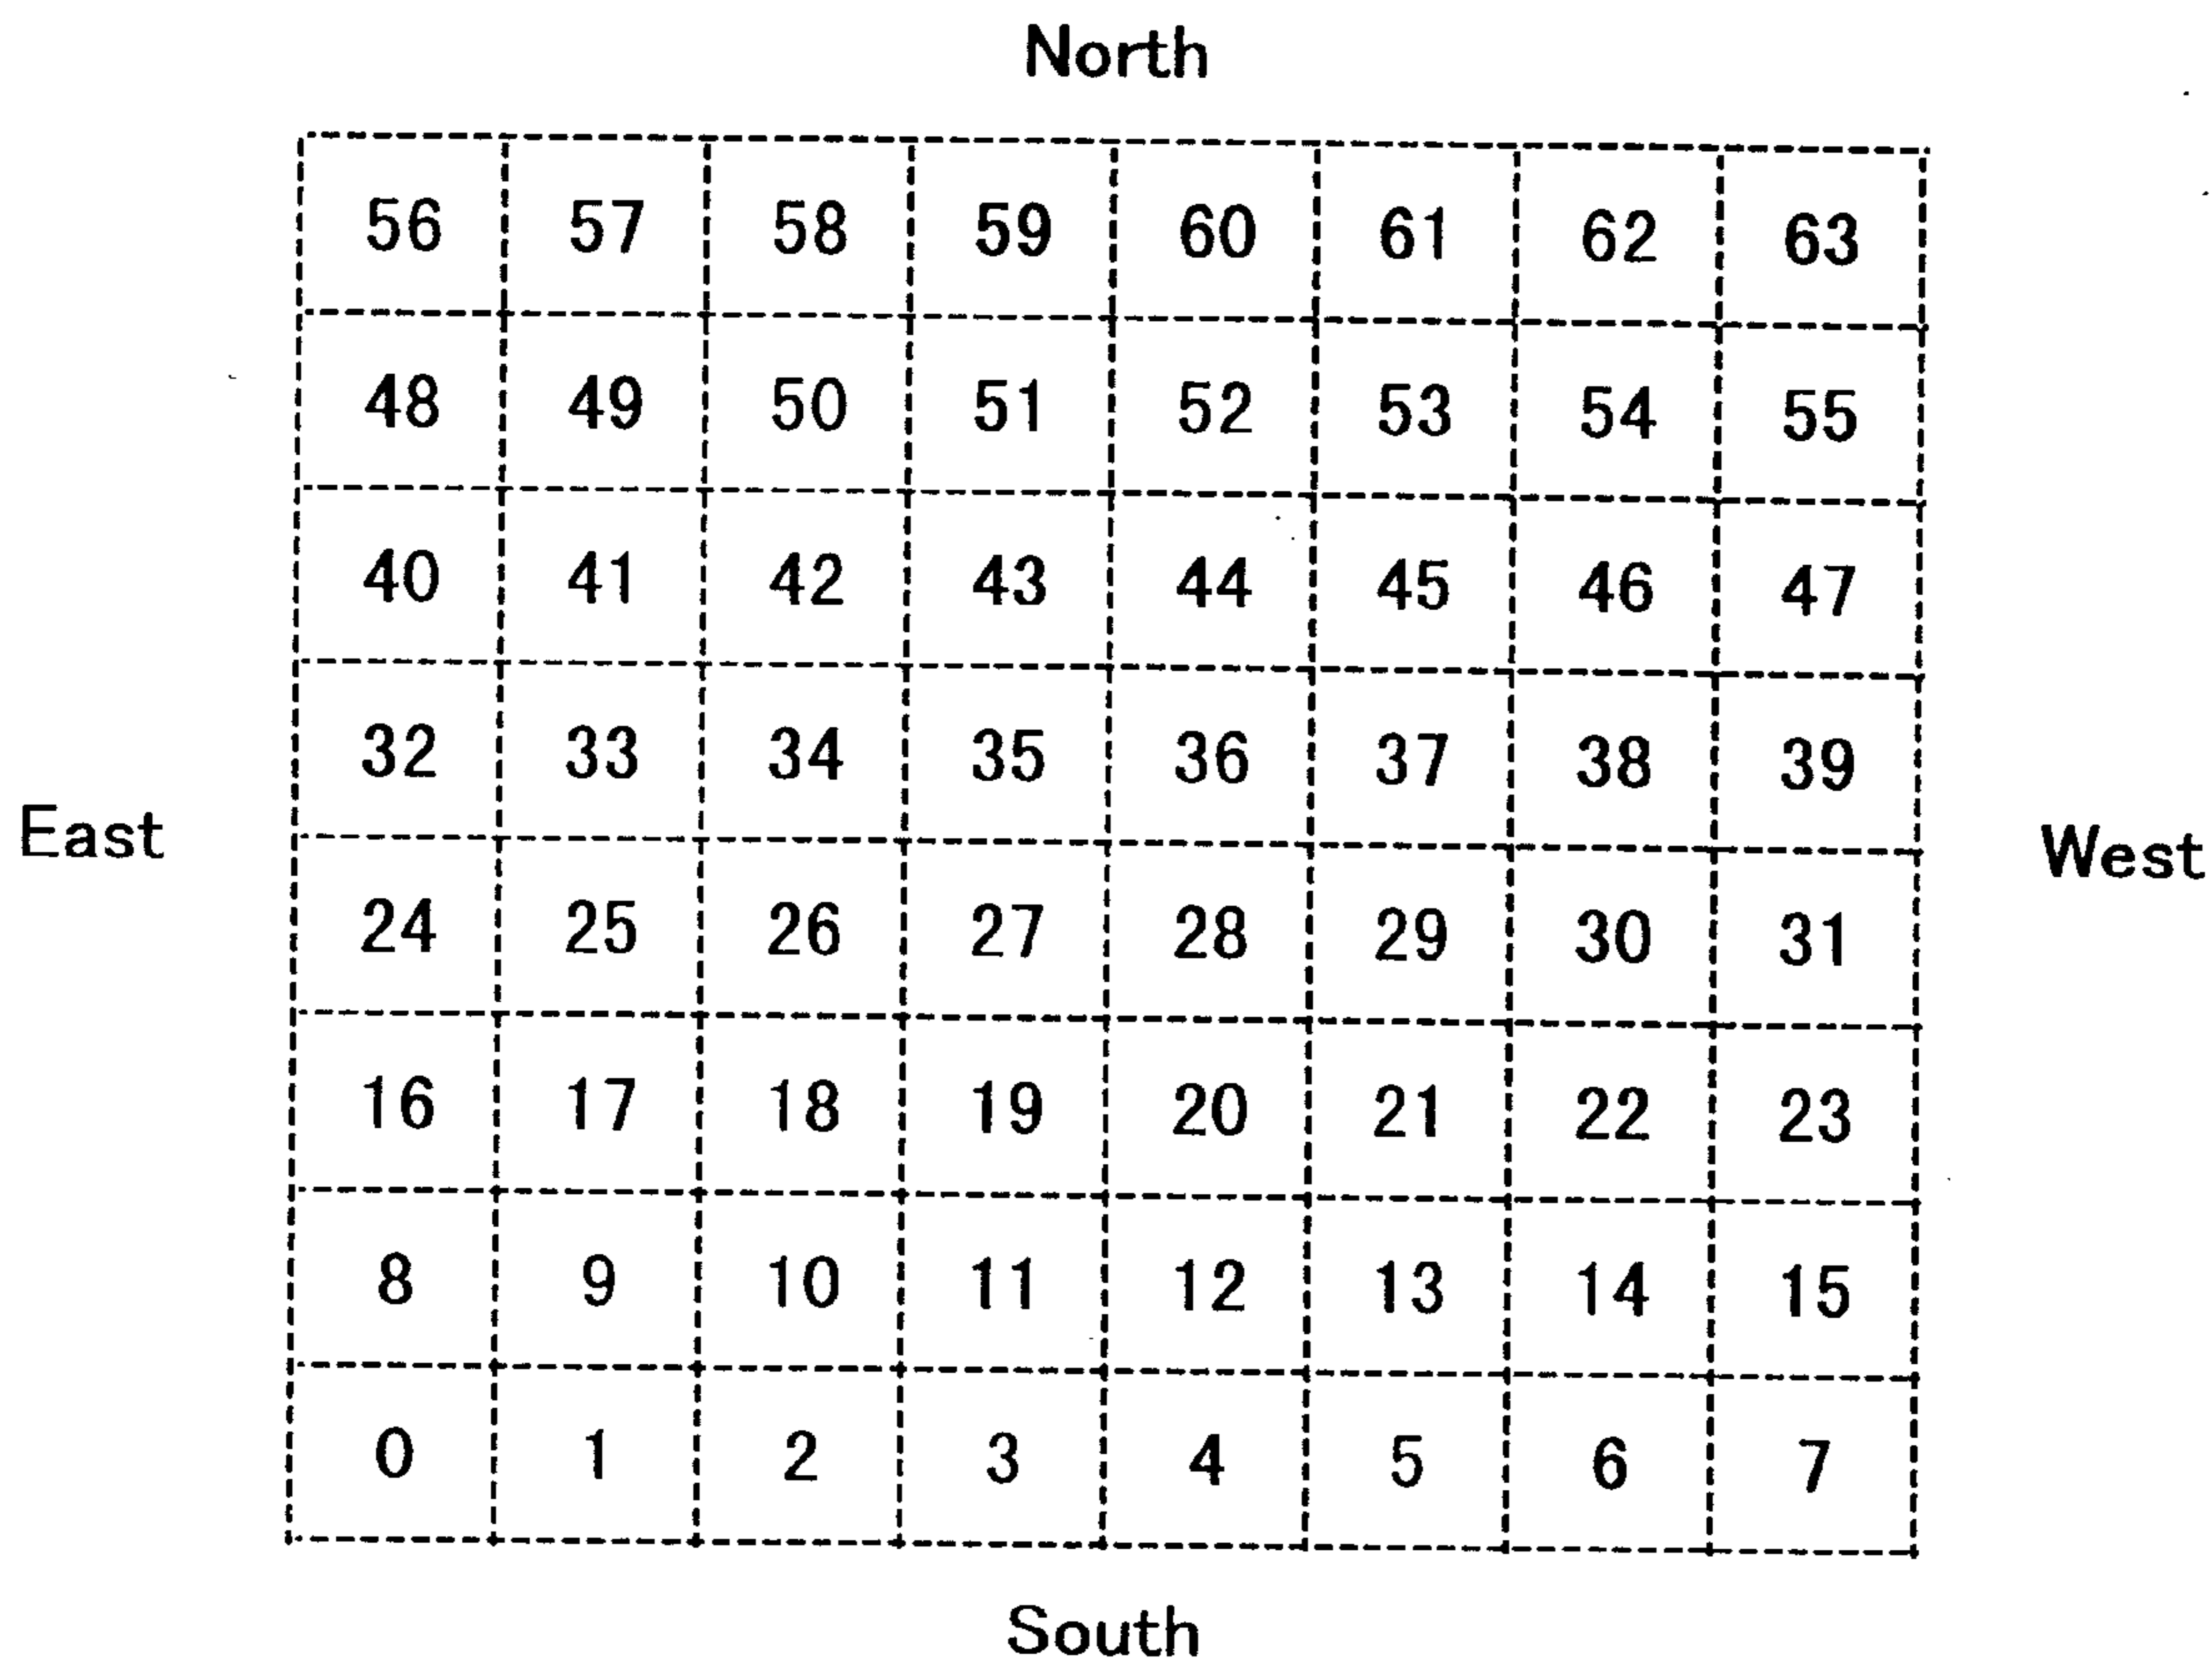 North
56 57 58 59 60 61 62 63
48 49 50 51 52 53 54 55
40 41 42 43 44 45 46 47
32 33 34 35 36 37 38 39
East
West
24 25 26 27 28 29 30 31
16 17 18 19 20 21 22 23
8 9 10 11 12 13 14 15
0 1 2 3 4 5 6 7
South